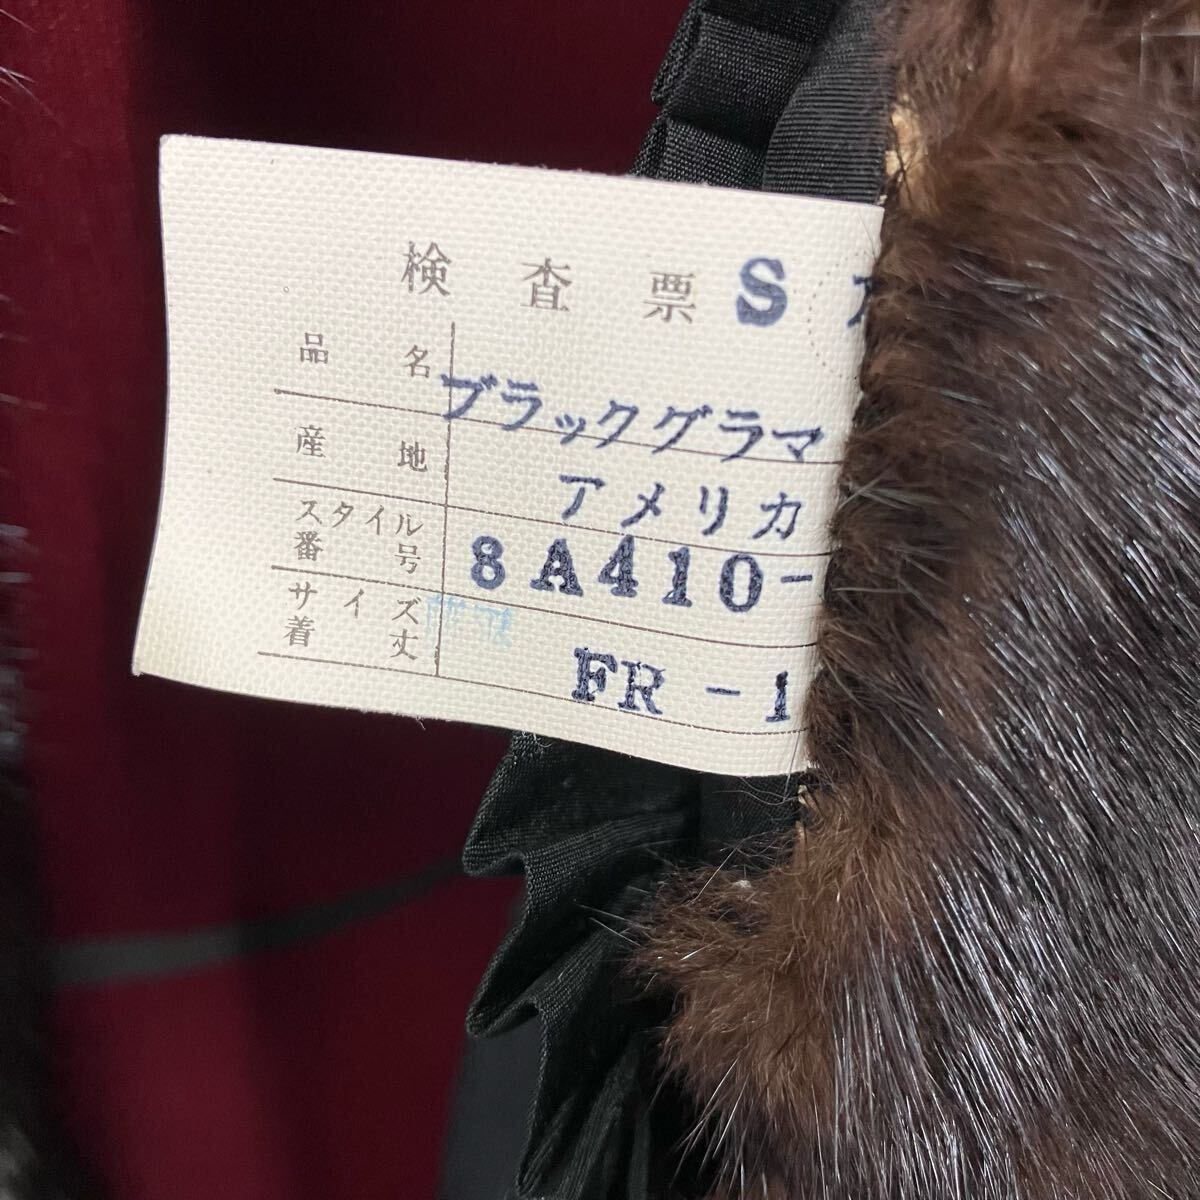 検査票 S
品名 ブラックグラマ
産地 アメリカ
スタイル番号 8A410-
サイズ着丈 FR-1